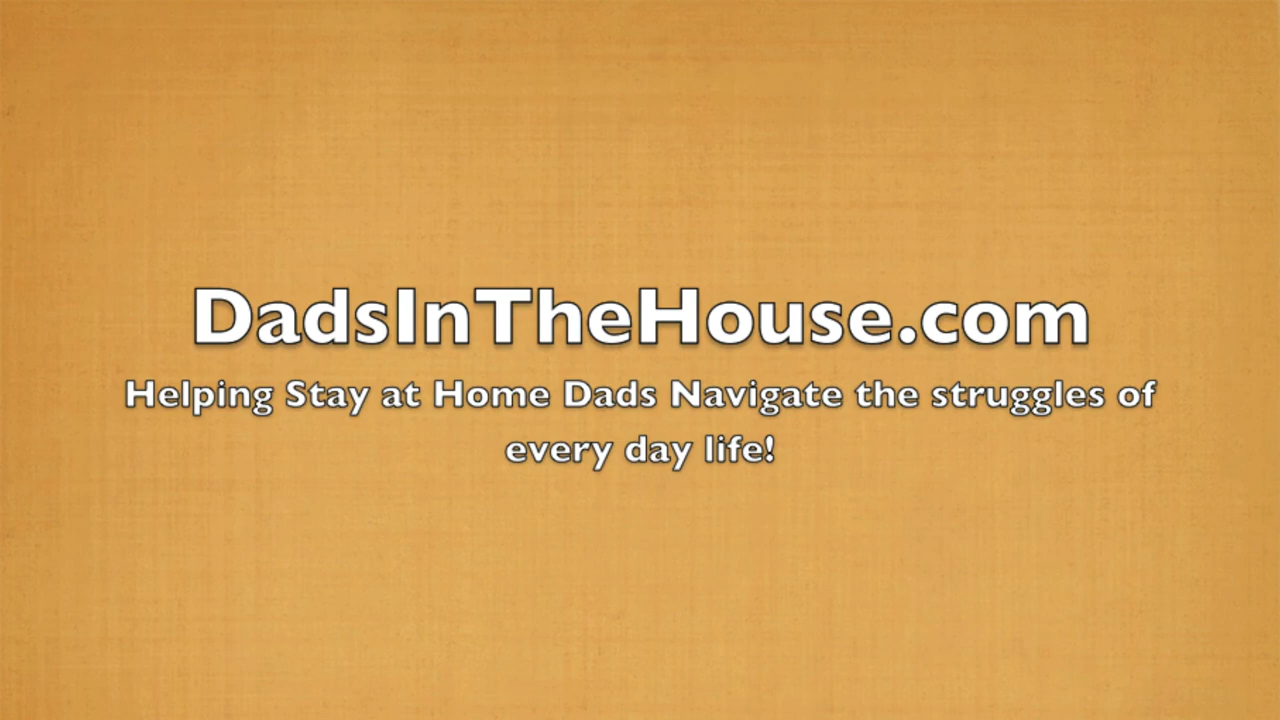 DadsInTheHouse.com
Helping Stay at Home Dads Navigate the struggles of
every day life!